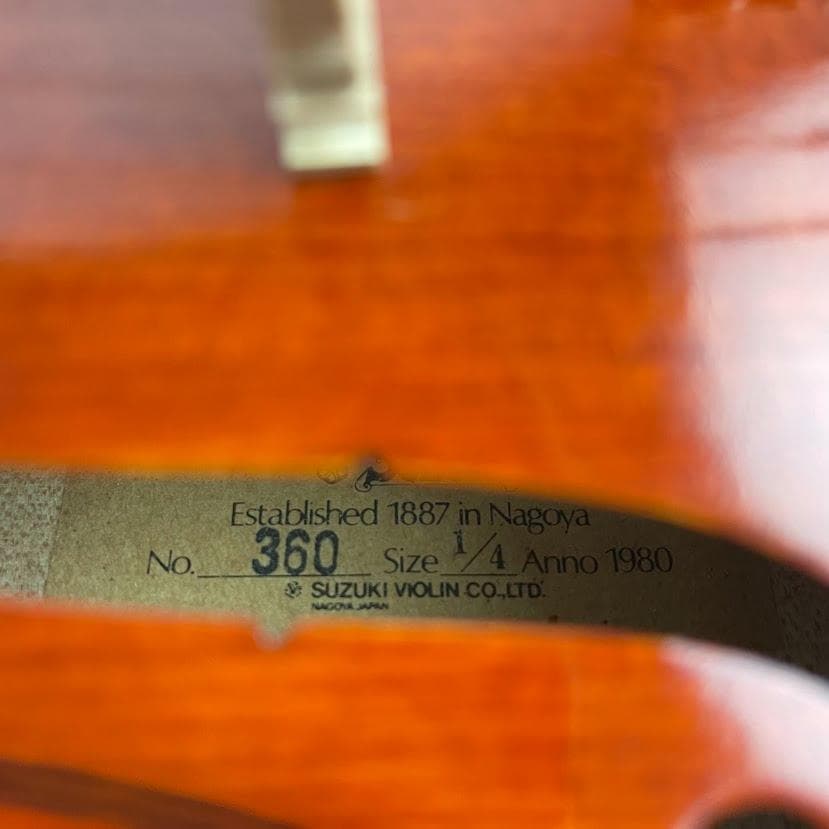 Established 1887 in Nagoya
No. 360 Size 1/4 Anno 1980
SUZUKI VIOLIN CO.,LTD.
NAGOYA JAPAN